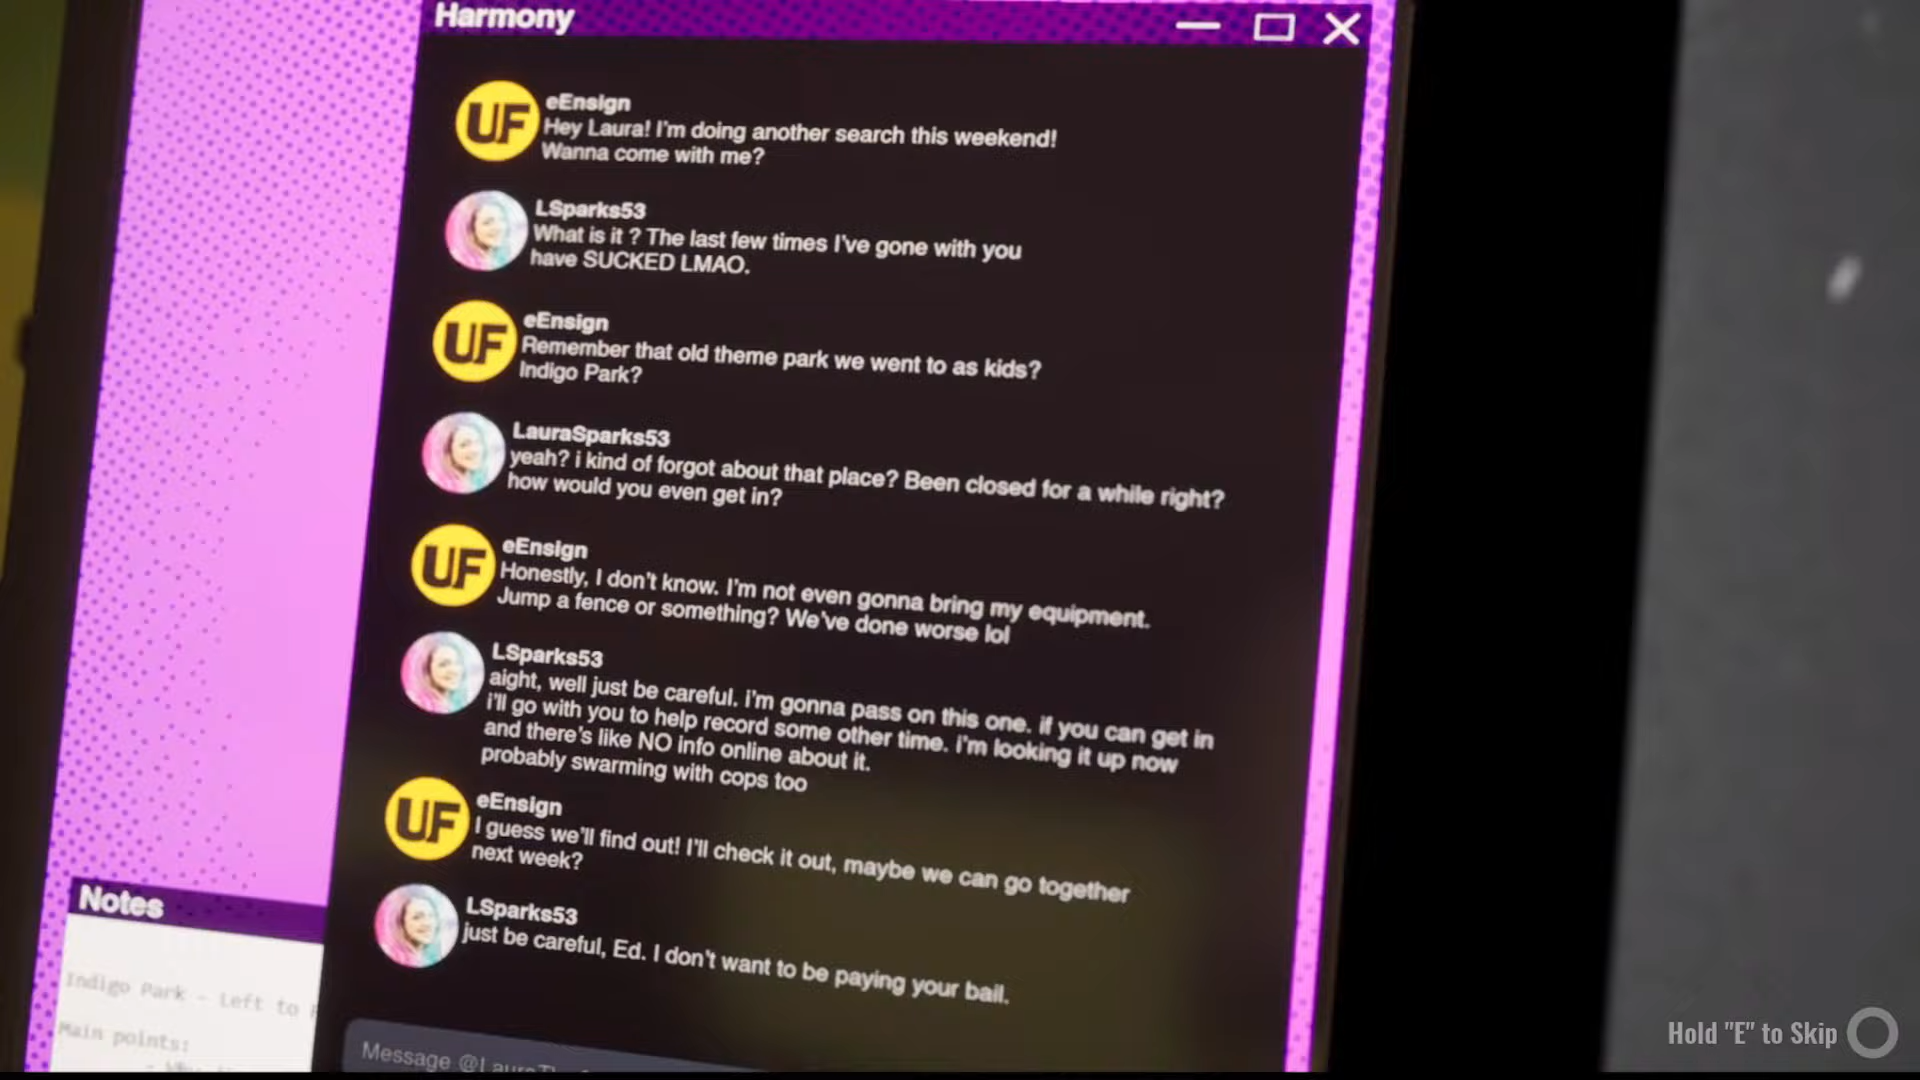 Harmony
UF
eEnsign
Hey Laura! I'm doing another search this weekend!
Wanna come with me?
LSparks53
What is it ? The last few times I've gone with you
have SUCKED LMAO.
UF
eEnsign
Remember that old theme park we went to as kids?
Indigo Park?
LauraSparks53
yeah? i kind of forgot about that place? Been closed for a while right?
how would you even get in?
UF
eEnsign
Honestly, I don't know. I'm not even gonna bring my equipment.
Jump a fence or something? We've done worse lol
LSparks53
aight, well just be careful. i'm gonna pass on this one. if you can get in
i'll go with you to help record some other time. i'm looking it up now
and there's like NO info online about it.
probably swarming with cops too
UF
eEnsign
I guess we'll find out! I'll check it out, maybe we can go together
next week?
LSparks53
just be careful, Ed. I don't want to be paying your bail.
Notes
Indigo Park - Left to
Main points:
Message
Hold "E" to Skip